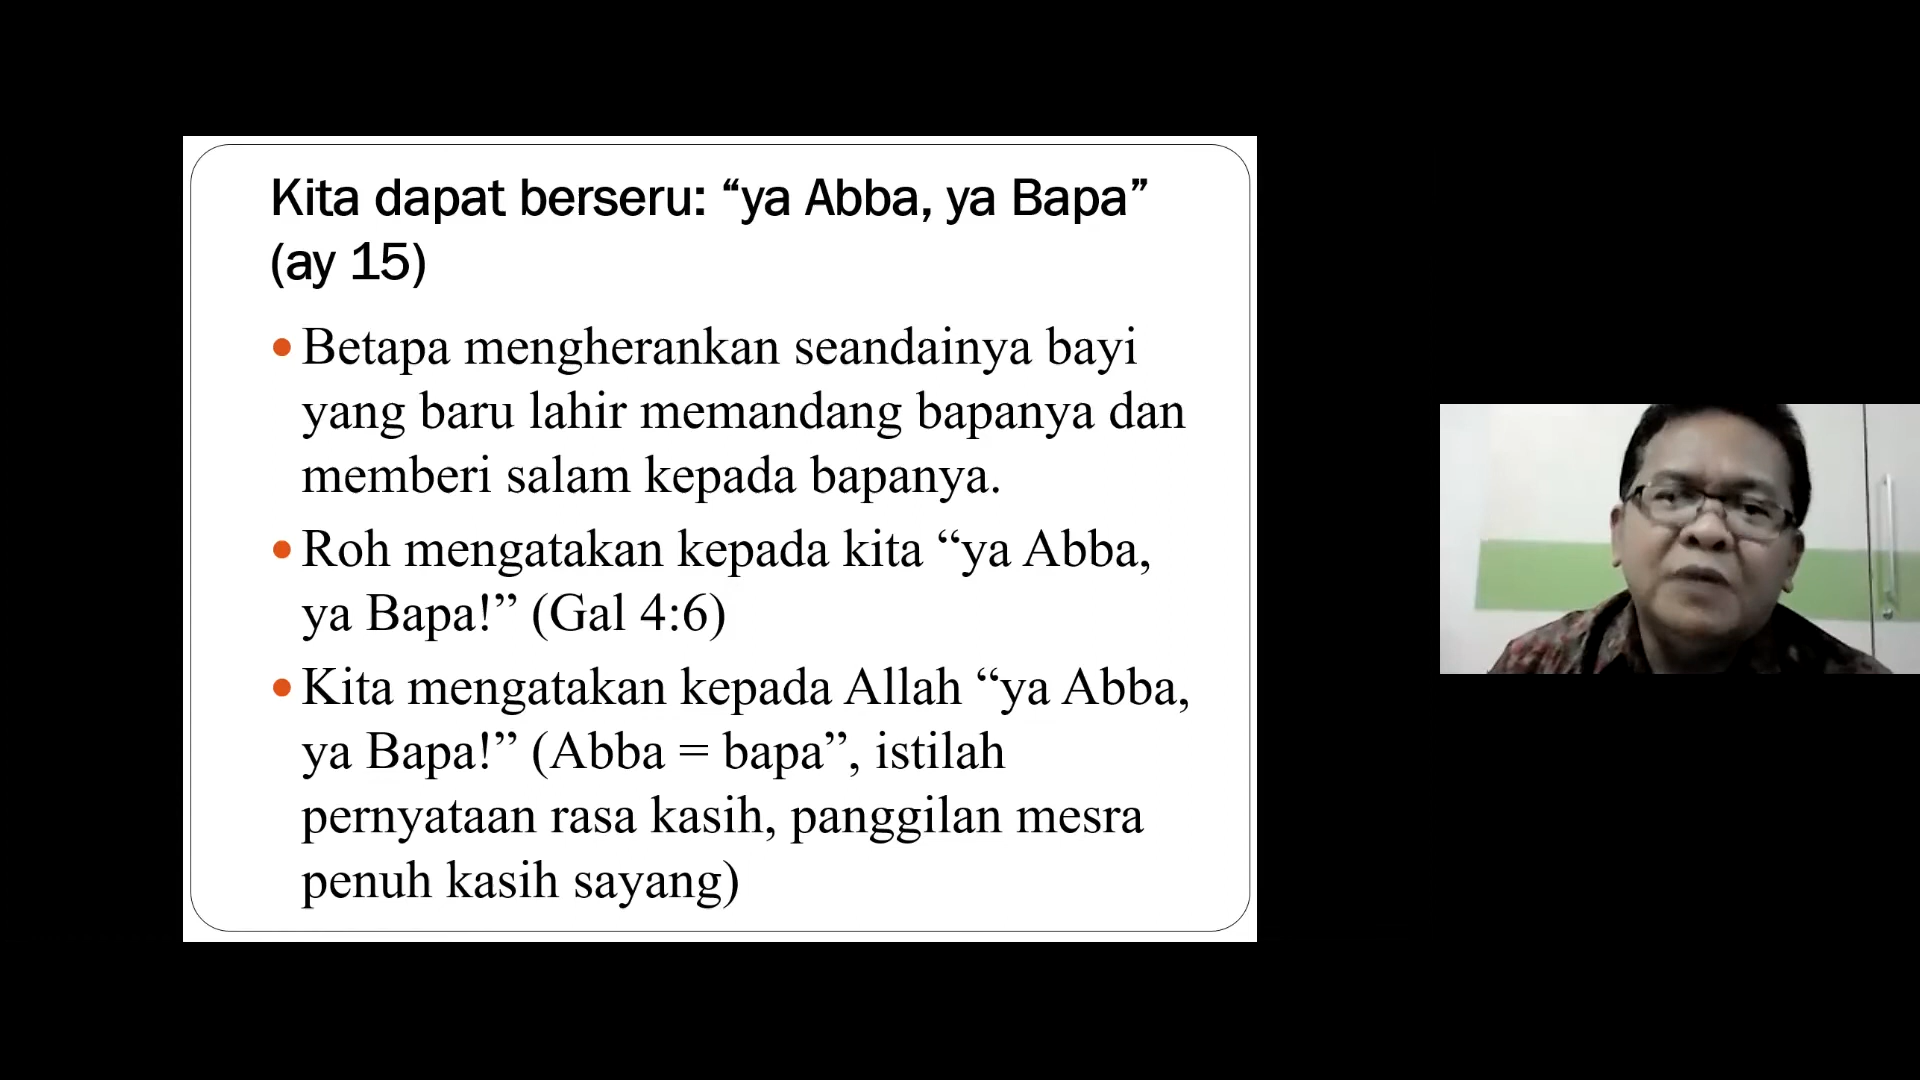 Kita dapat berseru: “ya Abba, ya Bapa”
(ay 15)
•Betapa mengherankan seandainya bayi
yang baru lahir memandang bapanya dan
memberi salam kepada bapanya.
•Roh mengatakan kepada kita “ya Abba,
ya Bapa!” (Gal 4:6)
•Kita mengatakan kepada Allah “ya Abba,
ya Bapa!” (Abba = bapa”, istilah
pernyataan rasa kasih, panggilan mesra
penuh kasih sayang)